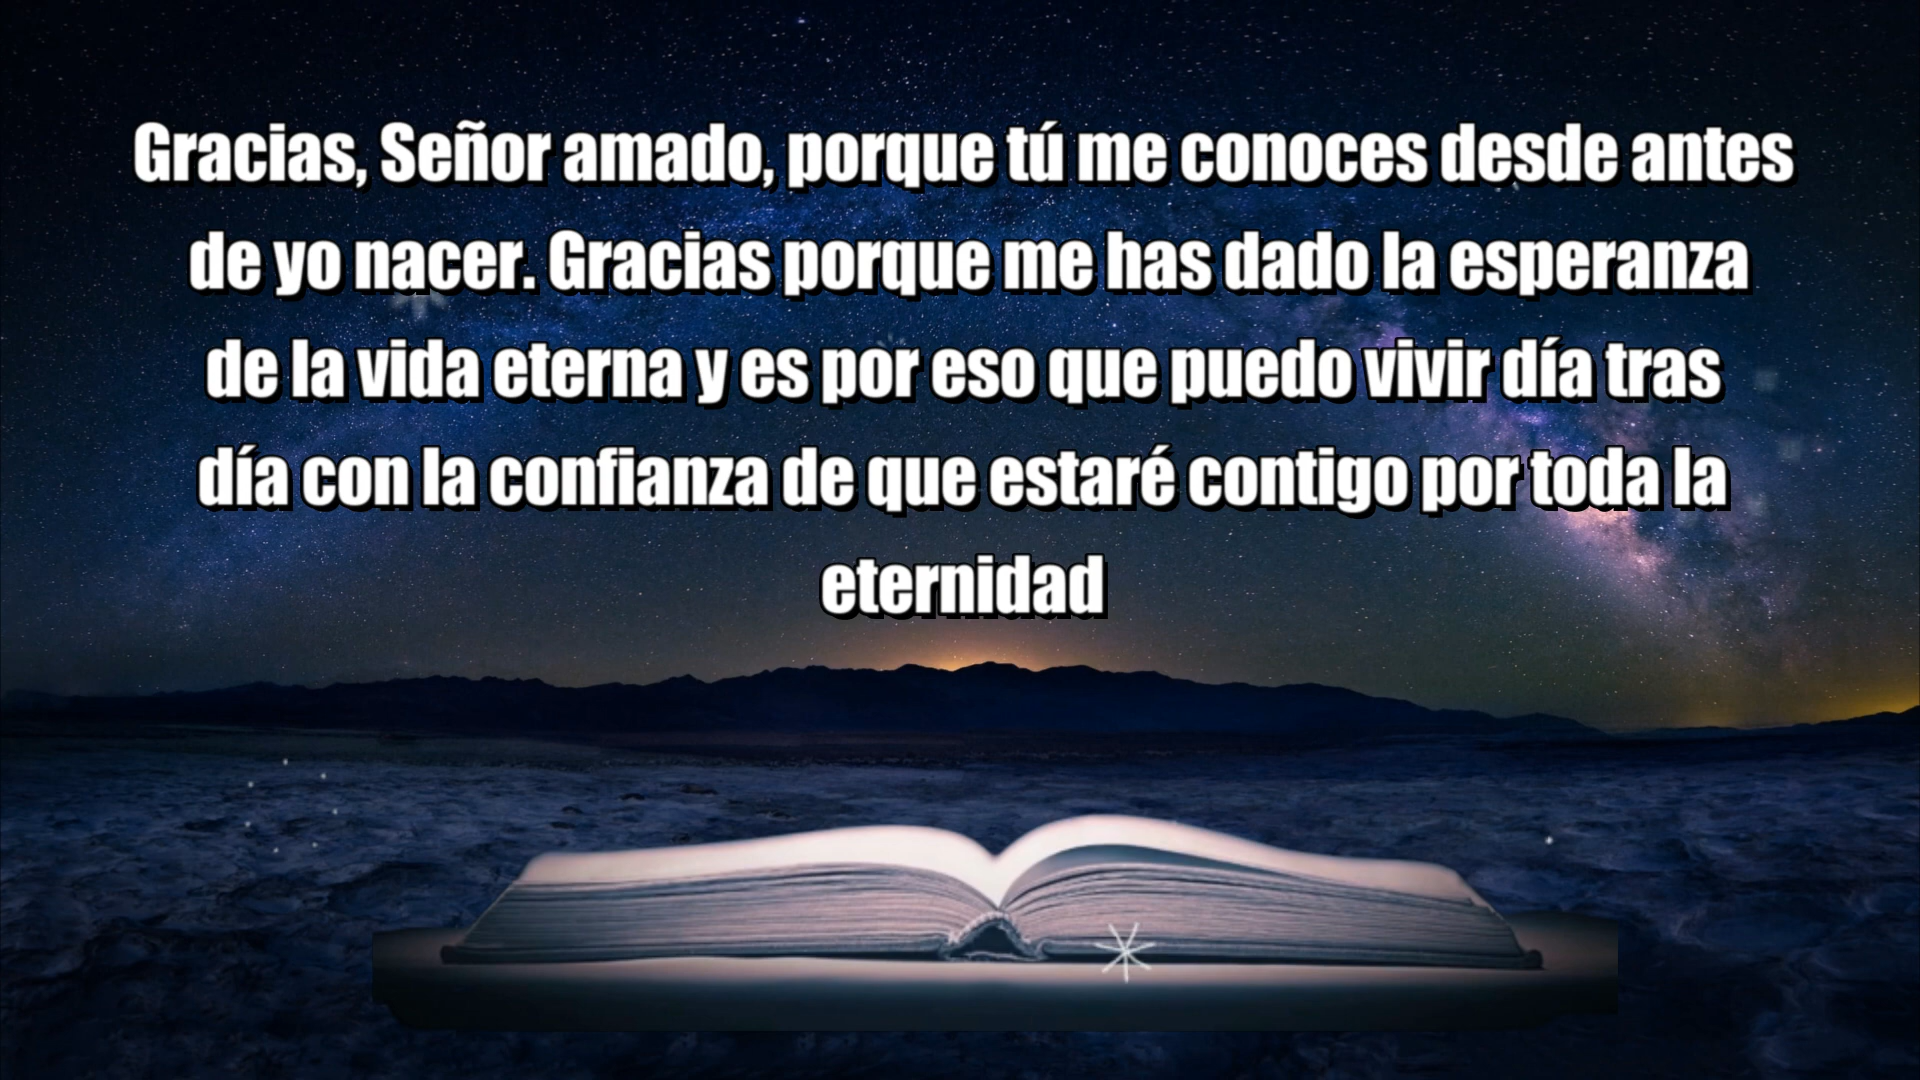 Gracias, Señor amado, porque tú me conoces desde antes
de yo nacer. Gracias porque me has dado la esperanza
de la vida eterna y es por eso que puedo vivir día tras
día con la confianza de que estaré contigo por toda la
eternidad